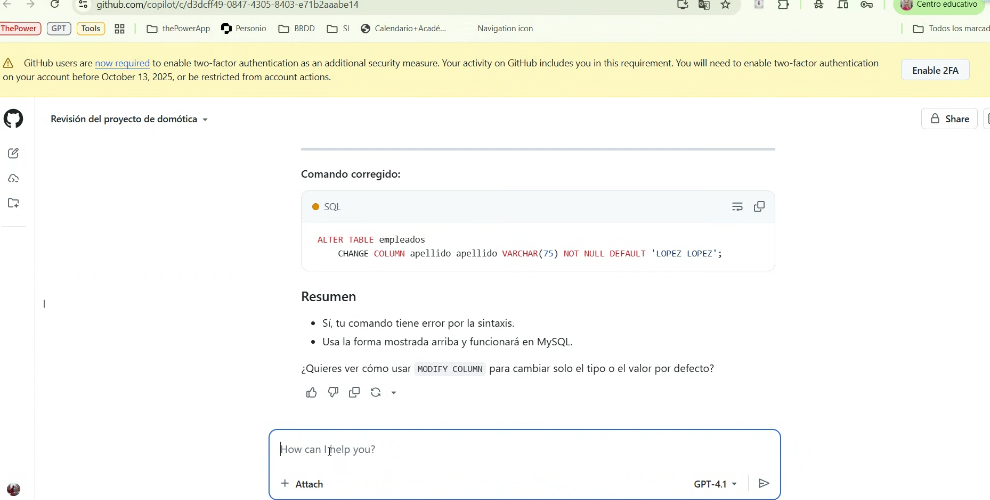 github.com/copilot/c/d3dcff49-0847-4305-8403-e71b2aaabe14
Centro educativo
ThePower GPT Tools thePowerApp Personio BBDD SI Calendario+Acadé... Navigation icon Todos los marcad
GitHub users are now required to enable two-factor authentication as an additional security measure. Your activity on GitHub includes you in this requirement. You will need to enable two-factor authentication
on your account before October 13, 2025, or be restricted from account actions.
Enable 2FA
Revisión del proyecto de domótica
Share
Comando corregido:
SQL
ALTER TABLE empleados
CHANGE COLUMN apellido apellido VARCHAR(75) NOT NULL DEFAULT 'LOPEZ LOPEZ';
Resumen
• Sí, tu comando tiene error por la sintaxis.
• Usa la forma mostrada arriba y funcionará en MySQL.
¿Quieres ver cómo usar MODIFY COLUMN para cambiar solo el tipo o el valor por defecto?
How can I help you?
Attach
GPT-4.1